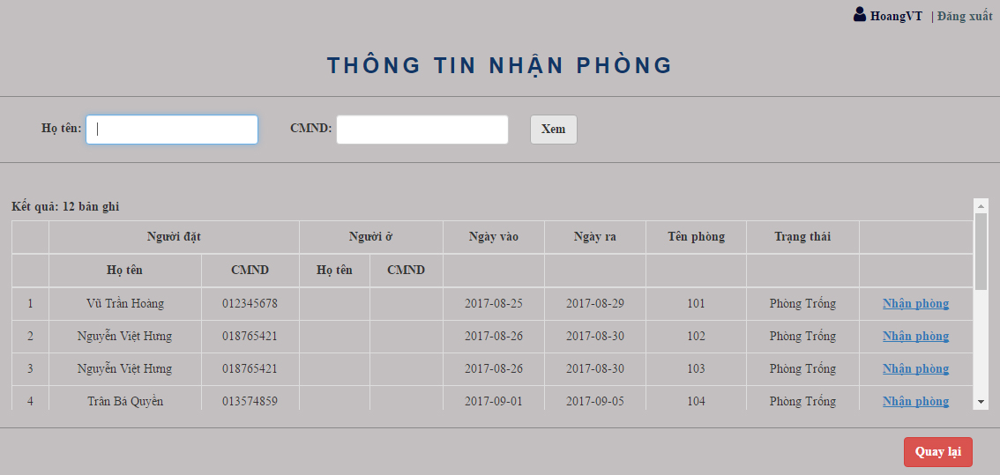 HoangVT | Đăng xuất
THÔNG TIN NHẬN PHÒNG
Họ tên: CMND: Xem
Kết quả: 12 bản ghi
Người đặt Người ở Ngày vào Ngày ra Tên phòng Trạng thái
Họ tên CMND Họ tên CMND
1 Vũ Trần Hoàng 012345678 2017-08-25 2017-08-29 101 Phòng Trống Nhận phòng
2 Nguyễn Việt Hưng 018765421 2017-08-26 2017-08-30 102 Phòng Trống Nhận phòng
3 Nguyễn Việt Hưng 018765421 2017-08-26 2017-08-30 103 Phòng Trống Nhận phòng
4 Trân Bá Quyền 013574859 2017-09-01 2017-09-05 104 Phòng Trống Nhận phòng
Quay lại